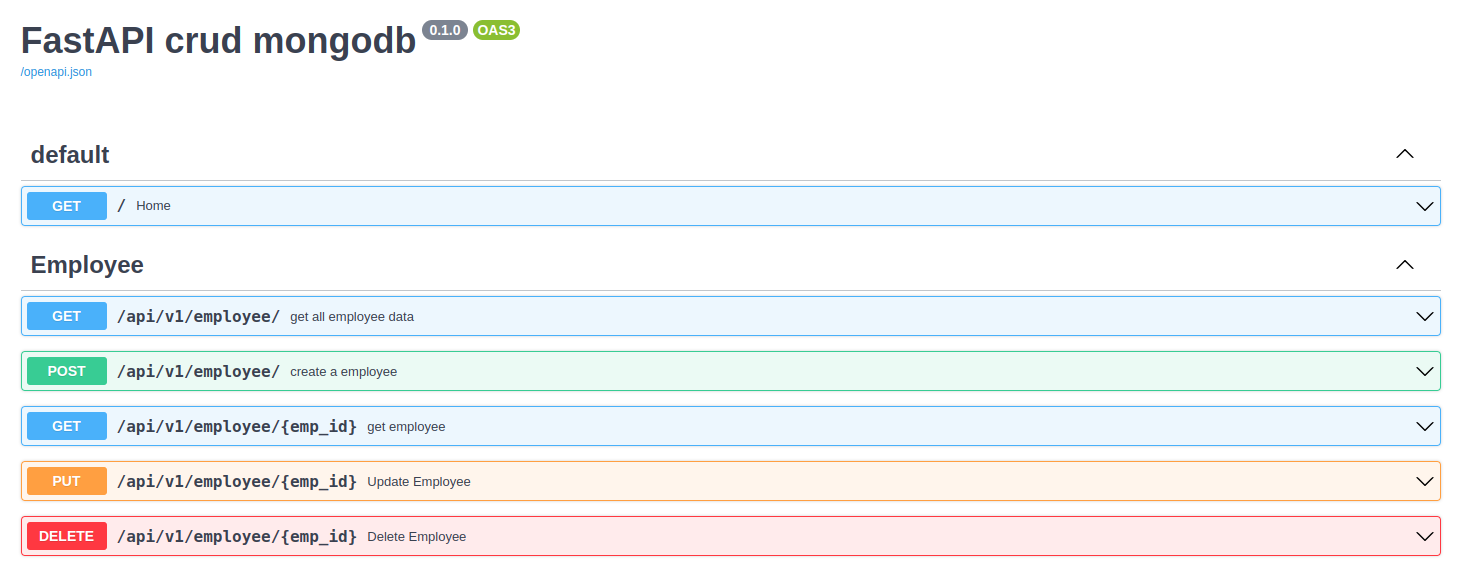 FastAPI crud mongodb 0.1.0 OAS3
/openapi.json
default
GET / Home
Employee
GET /api/v1/employee/ get all employee data
POST /api/v1/employee/ create a employee
GET /api/v1/employee/{emp_id} get employee
PUT /api/v1/employee/{emp_id} Update Employee
DELETE /api/v1/employee/{emp_id} Delete Employee